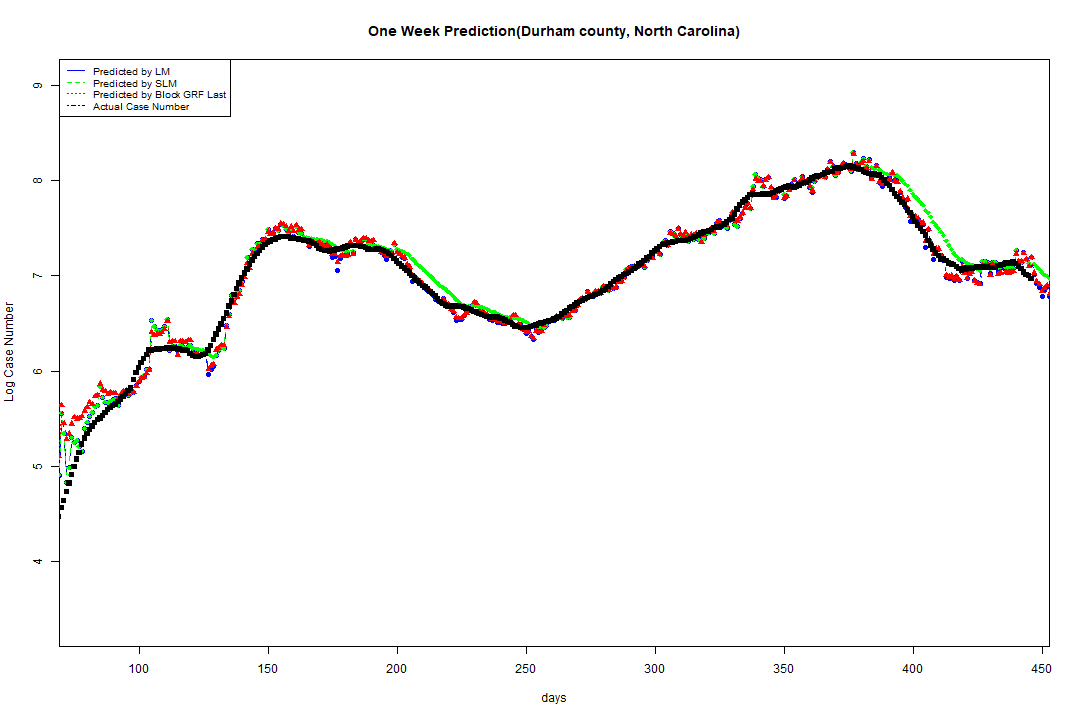 One Week Prediction(Durham county, North Carolina)
Predicted by LM
Predicted by SLM
Predicted by Block GRF Last
Actual Case Number
9
8
7
6
5
4
Log Case Number
100 150 200 250 300 350 400 450
days